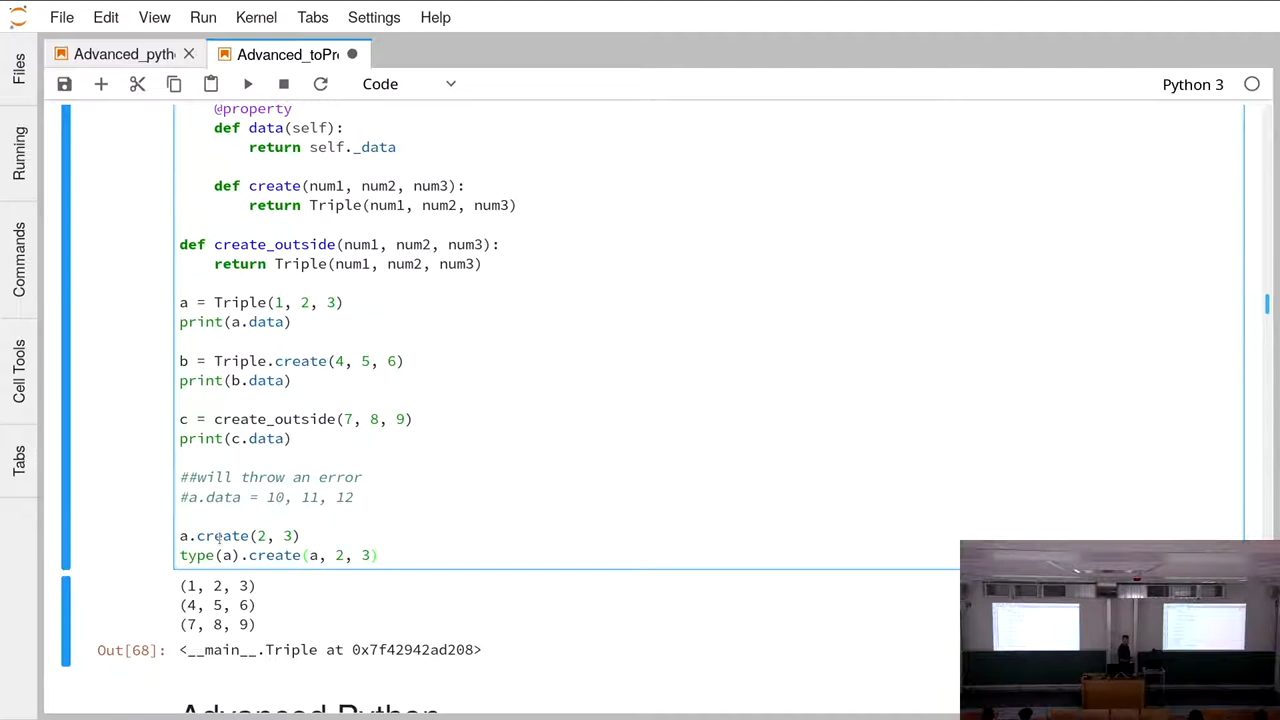 File Edit View Run Kernel Tabs Settings Help
Files
Running
Commands
Cell Tools
Tabs
Advanced_pyth
Advanced_toPr
Code
Python 3
@property
def data(self):
return self._data
def create(num1, num2, num3):
return Triple(num1, num2, num3)
def create_outside(num1, num2, num3):
return Triple(num1, num2, num3)
a = Triple(1, 2, 3)
print(a.data)
b = Triple.create(4, 5, 6)
print(b.data)
c = create_outside(7, 8, 9)
print(c.data)
##will throw an error
#a.data = 10, 11, 12
a.create(2, 3)
type(a).create(a, 2, 3)
(1, 2, 3)
(4, 5, 6)
(7, 8, 9)
Out[68]: <__main__.Triple at 0x7f42942ad208>
Advanced Python